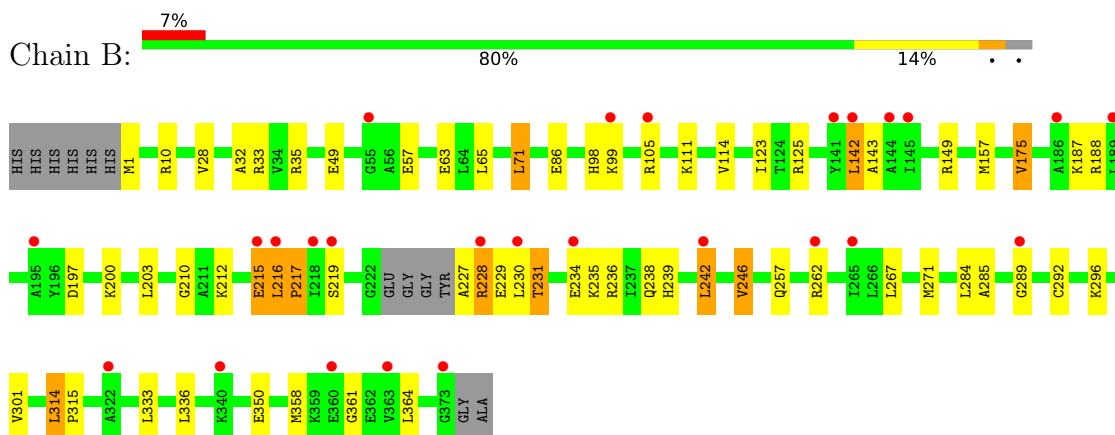 7%
Chain B:
80% 14% • •
HIS HIS HIS HIS HIS HIS M1 R10 V28 A32 R33 V34 R35 E49 G55 A56 E57 E63 L64 L65 L71 E86 H98 K99 R105 K111 V114 I123 T124 R125 Y141 L142 A143 A144 I145 R149 M157 V175 A186 K187 R188 L189
A195 Y196 D197 K200 L203 G210 A211 K212 E215 L216 P217 I218 S219 G222 GLU GLY GLY TYR A227 R228 E229 L230 T231 E234 K235 R236 I237 Q238 H239 L242 V246 Q257 R262 I265 L266 L267 M271 L284 A285 G289 C292 K296
V301 L314 P315 A322 L333 L336 K340 E350 M358 K359 E360 G361 E362 V363 L364 G373 GLY ALA